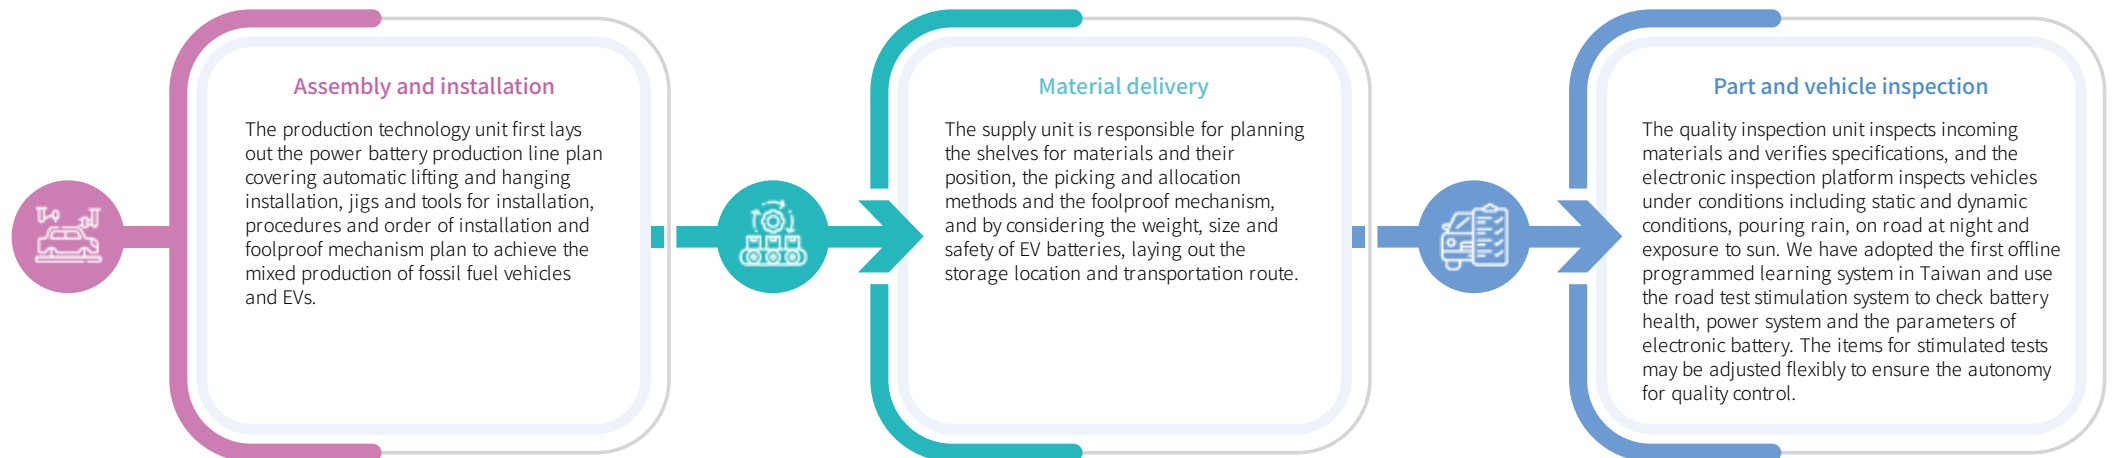 Assembly and installation
The production technology unit first lays
out the power battery production line plan
covering automatic lifting and hanging
installation, jigs and tools for installation,
procedures and order of installation and
foolproof mechanism plan to achieve the
mixed production of fossil fuel vehicles
and EVs.
Material delivery
The supply unit is responsible for planning
the shelves for materials and their
position, the picking and allocation
methods and the foolproof mechanism,
and by considering the weight, size and
safety of EV batteries, laying out the
storage location and transportation route.
Part and vehicle inspection
The quality inspection unit inspects incoming
materials and verifies specifications, and the
electronic inspection platform inspects vehicles
under conditions including static and dynamic
conditions, pouring rain, on road at night and
exposure to sun. We have adopted the first offline
programmed learning system in Taiwan and use
the road test stimulation system to check battery
health, power system and the parameters of
electronic battery. The items for stimulated tests
may be adjusted flexibly to ensure the autonomy
for quality control.